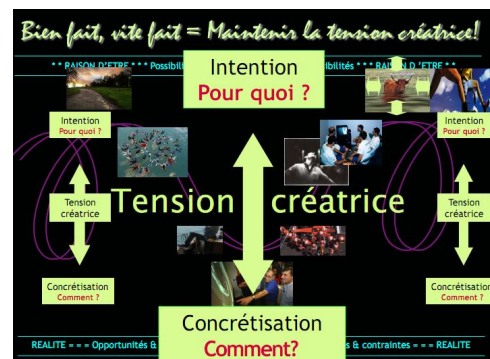 Bien fait, vite fait = Maintenir la tension créatrice!
* * RAISON D'ETRE * * * Possibili
ibilités * * * RAISON D 'ETRE * *
Intention
Pour quoi ?
Intention
Pour quoi ?
Intention
Pour quoi ?
Tension créatrice
Tension
créatrice
Tension
créatrice
Concrétisation
Comment ?
Concrétisation
Comment ?
Concrétisation
Comment?
REALITE = = = Opportunités &
& contraintes = = = REALITE